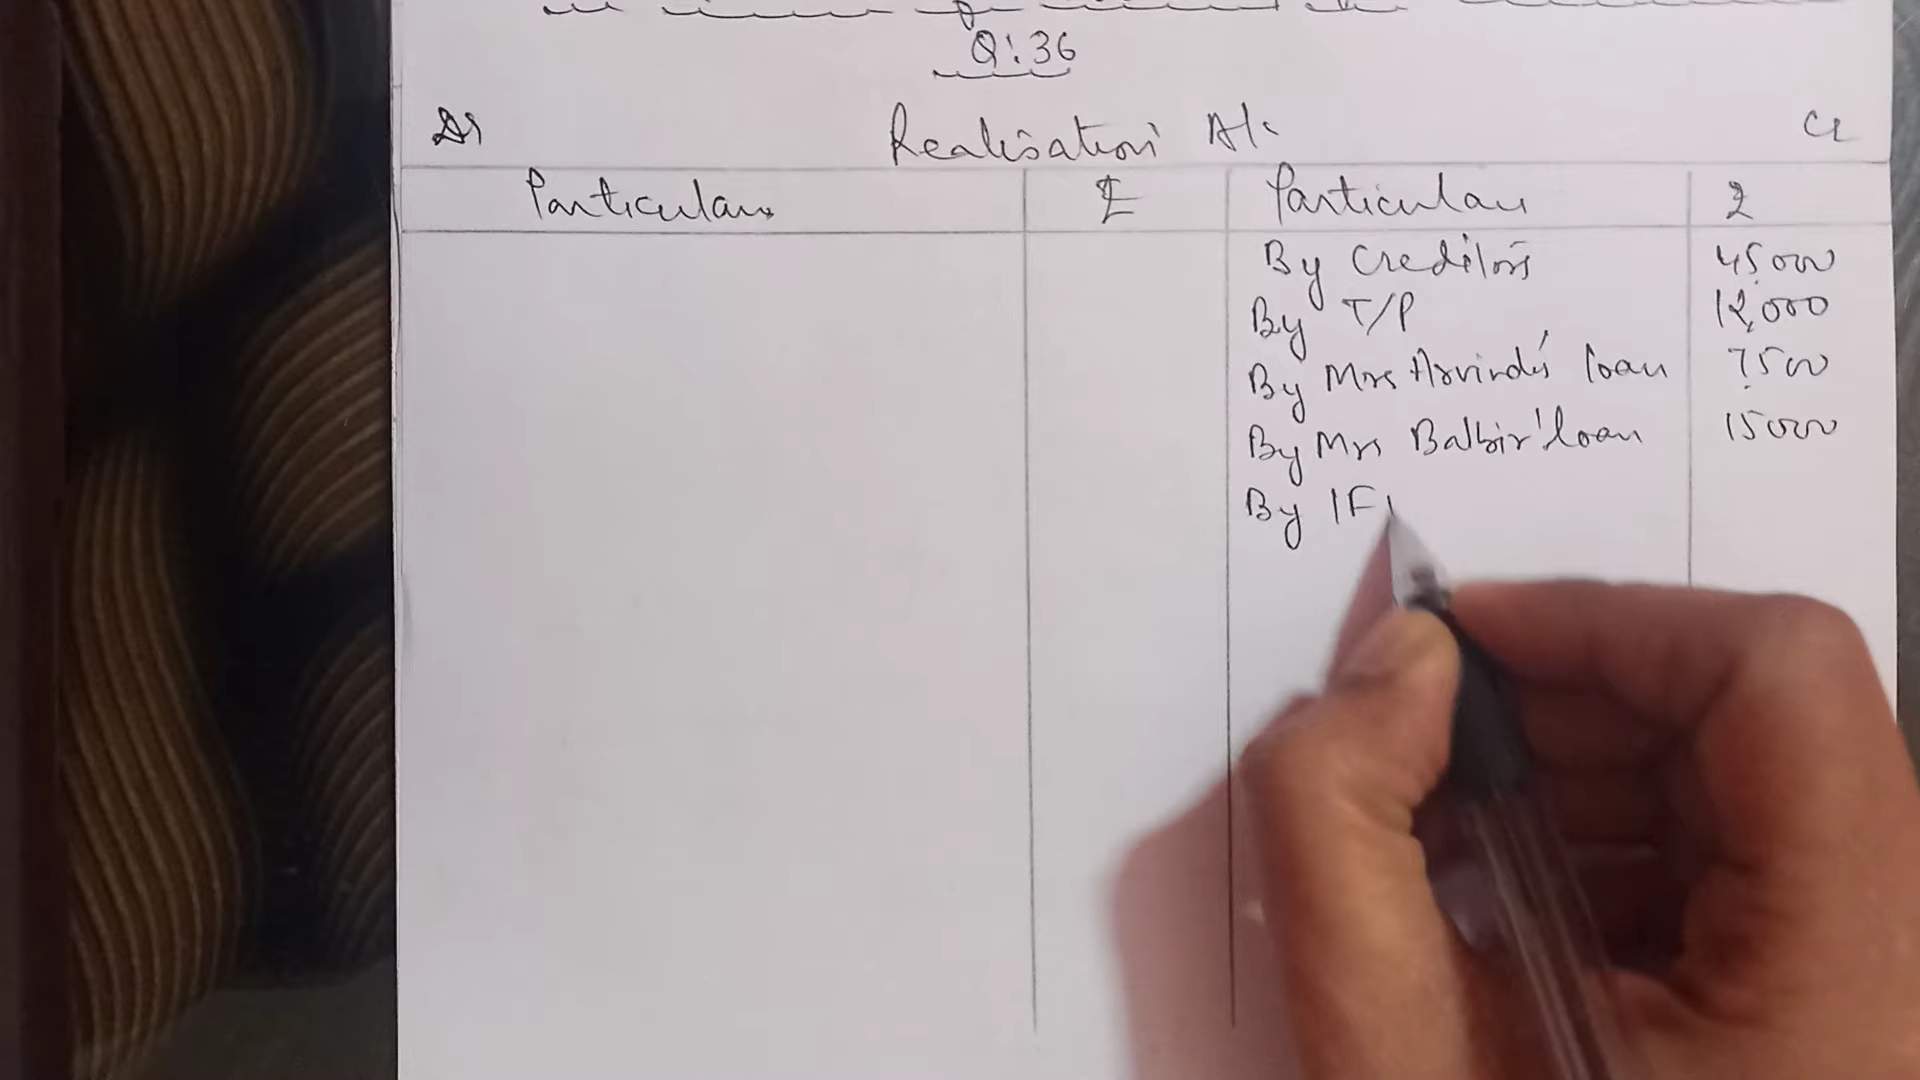 Q:36
Dr Realisation A/c Cr
Particulars ₹ Particulars ₹
By Creditors 45000
By T/P 12,000
By Mrs Arvind's loan 7500
By Mrs Balbir' loan 15000
By IF